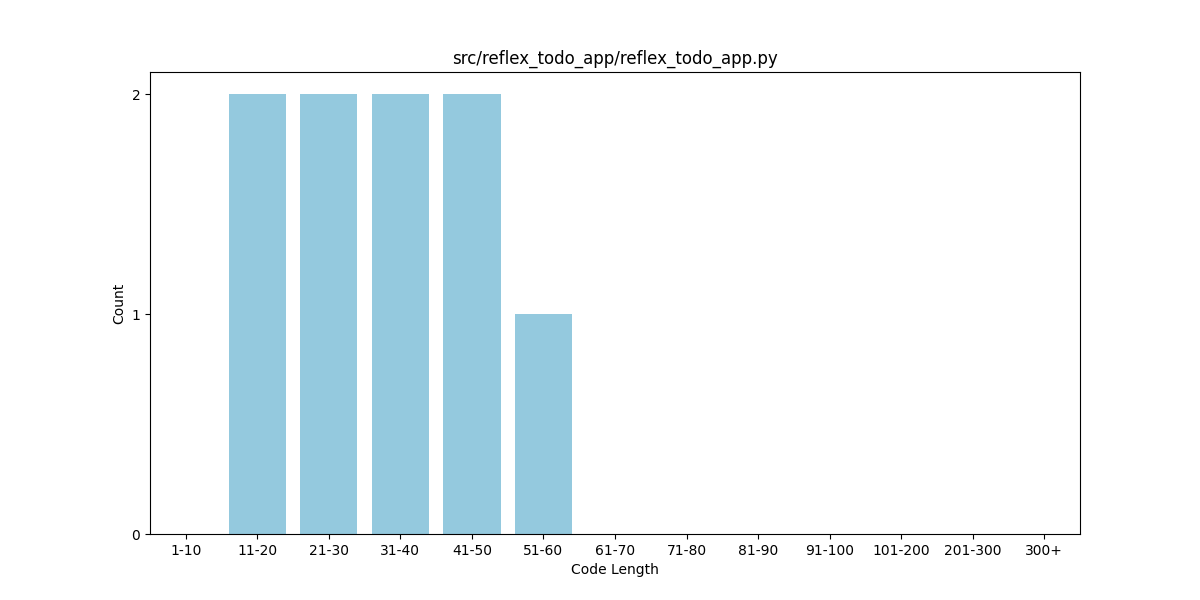 src/reflex_todo_app/reflex_todo_app.py
2
1
0
Count
1-10 11-20 21-30 31-40 41-50 51-60 61-70 71-80 81-90 91-100 101-200 201-300 300+
Code Length